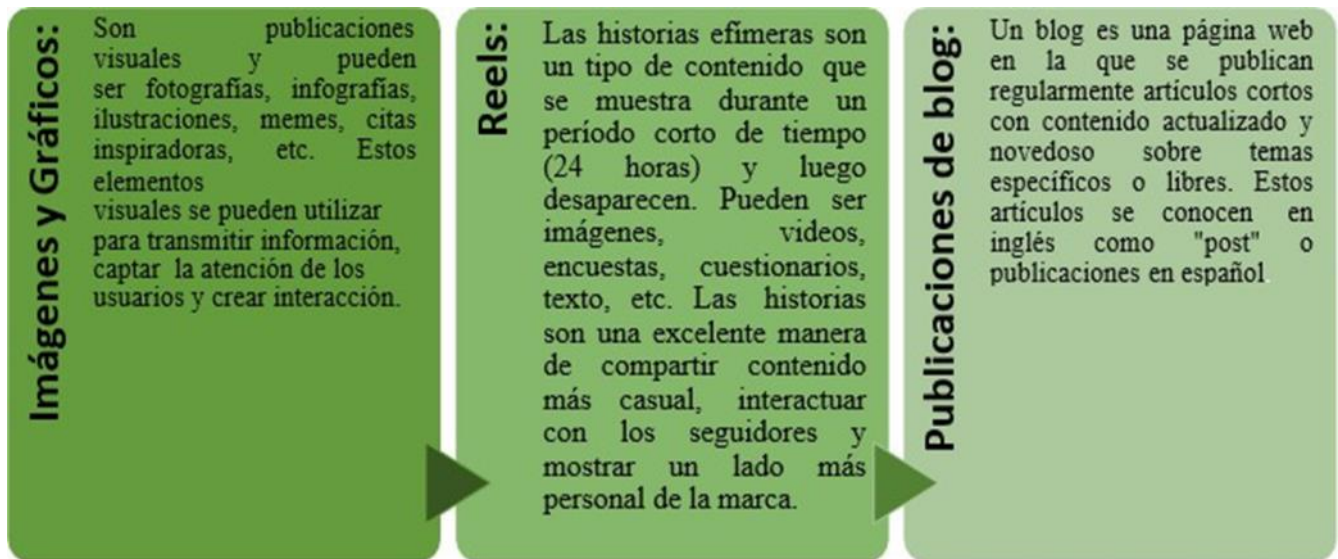 Imágenes y Gráficos:
Son publicaciones
visuales y pueden
ser fotografías, infografías,
ilustraciones, memes, citas
inspiradoras, etc. Estos
elementos
visuales se pueden utilizar
para transmitir información,
captar la atención de los
usuarios y crear interacción.
Reels:
Las historias efímeras son
un tipo de contenido que
se muestra durante un
período corto de tiempo
(24 horas) y luego
desaparecen. Pueden ser
imágenes, videos,
encuestas, cuestionarios,
texto, etc. Las historias
son una excelente manera
de compartir contenido
más casual, interactuar
con los seguidores y
mostrar un lado más
personal de la marca.
Publicaciones de blog:
Un blog es una página web
en la que se publican
regularmente artículos cortos
con contenido actualizado y
novedoso sobre temas
específicos o libres. Estos
artículos se conocen en
inglés como "post" o
publicaciones en español.